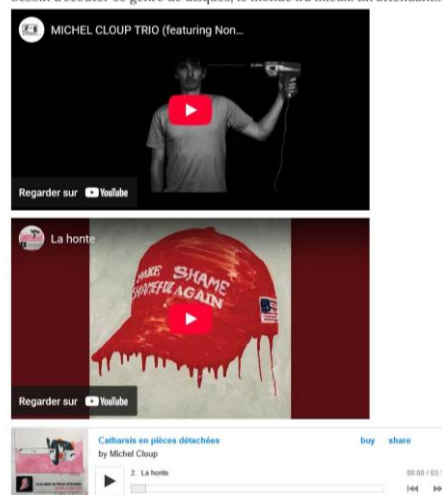 MICHEL CLOUP TRIO (featuring Non...
Regarder sur YouTube
La honte
MAKE SHAME
SHAMEFUL AGAIN
Regarder sur YouTube
Catharsis en pièces détachées
buy share
by Michel Cloup
2. La honte
00:00 / 03:1